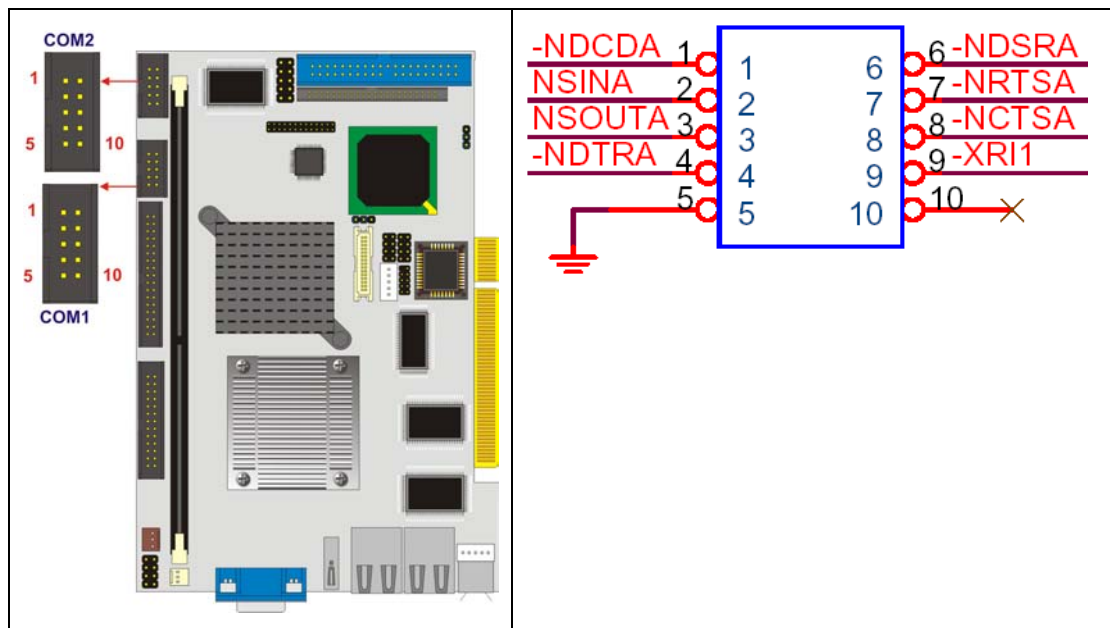 COM2
1
5 10
1
5 10
COM1
-NDCDA 1 1 6 6 -NDSRA
NSINA 2 2 7 7 -NRTSA
NSOUTA 3 3 8 8 -NCTSA
-NDTRA 4 4 9 9 -XRI1
5 5 10 10